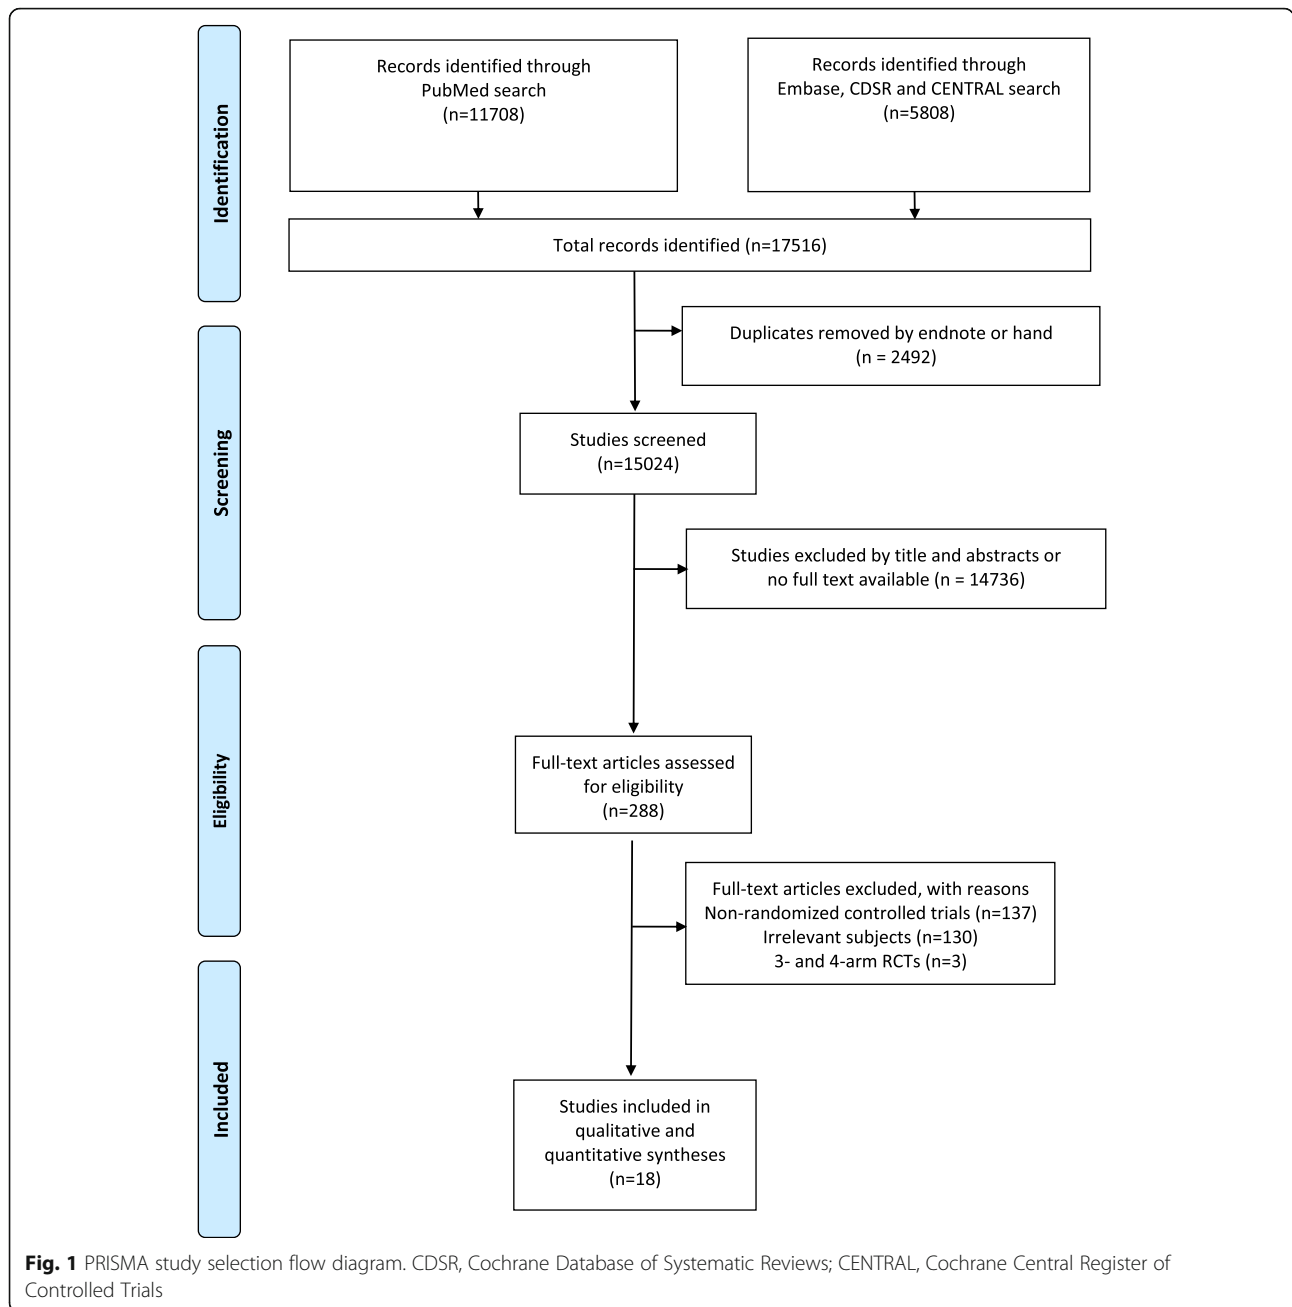 Identification
Records identified through
PubMed search
(n=11708)
Records identified through
Embase, CDSR and CENTRAL search
(n=5808)
Total records identified (n=17516)
Duplicates removed by endnote or hand
(n = 2492)
Screening
Studies screened
(n=15024)
Studies excluded by title and abstracts or
no full text available (n = 14736)
Eligibility
Full-text articles assessed
for eligibility
(n=288)
Full-text articles excluded, with reasons
Non-randomized controlled trials (n=137)
Irrelevant subjects (n=130)
3- and 4-arm RCTs (n=3)
Included
Studies included in
qualitative and
quantitative syntheses
(n=18)
Fig. 1 PRISMA study selection flow diagram. CDSR, Cochrane Database of Systematic Reviews; CENTRAL, Cochrane Central Register of
Controlled Trials